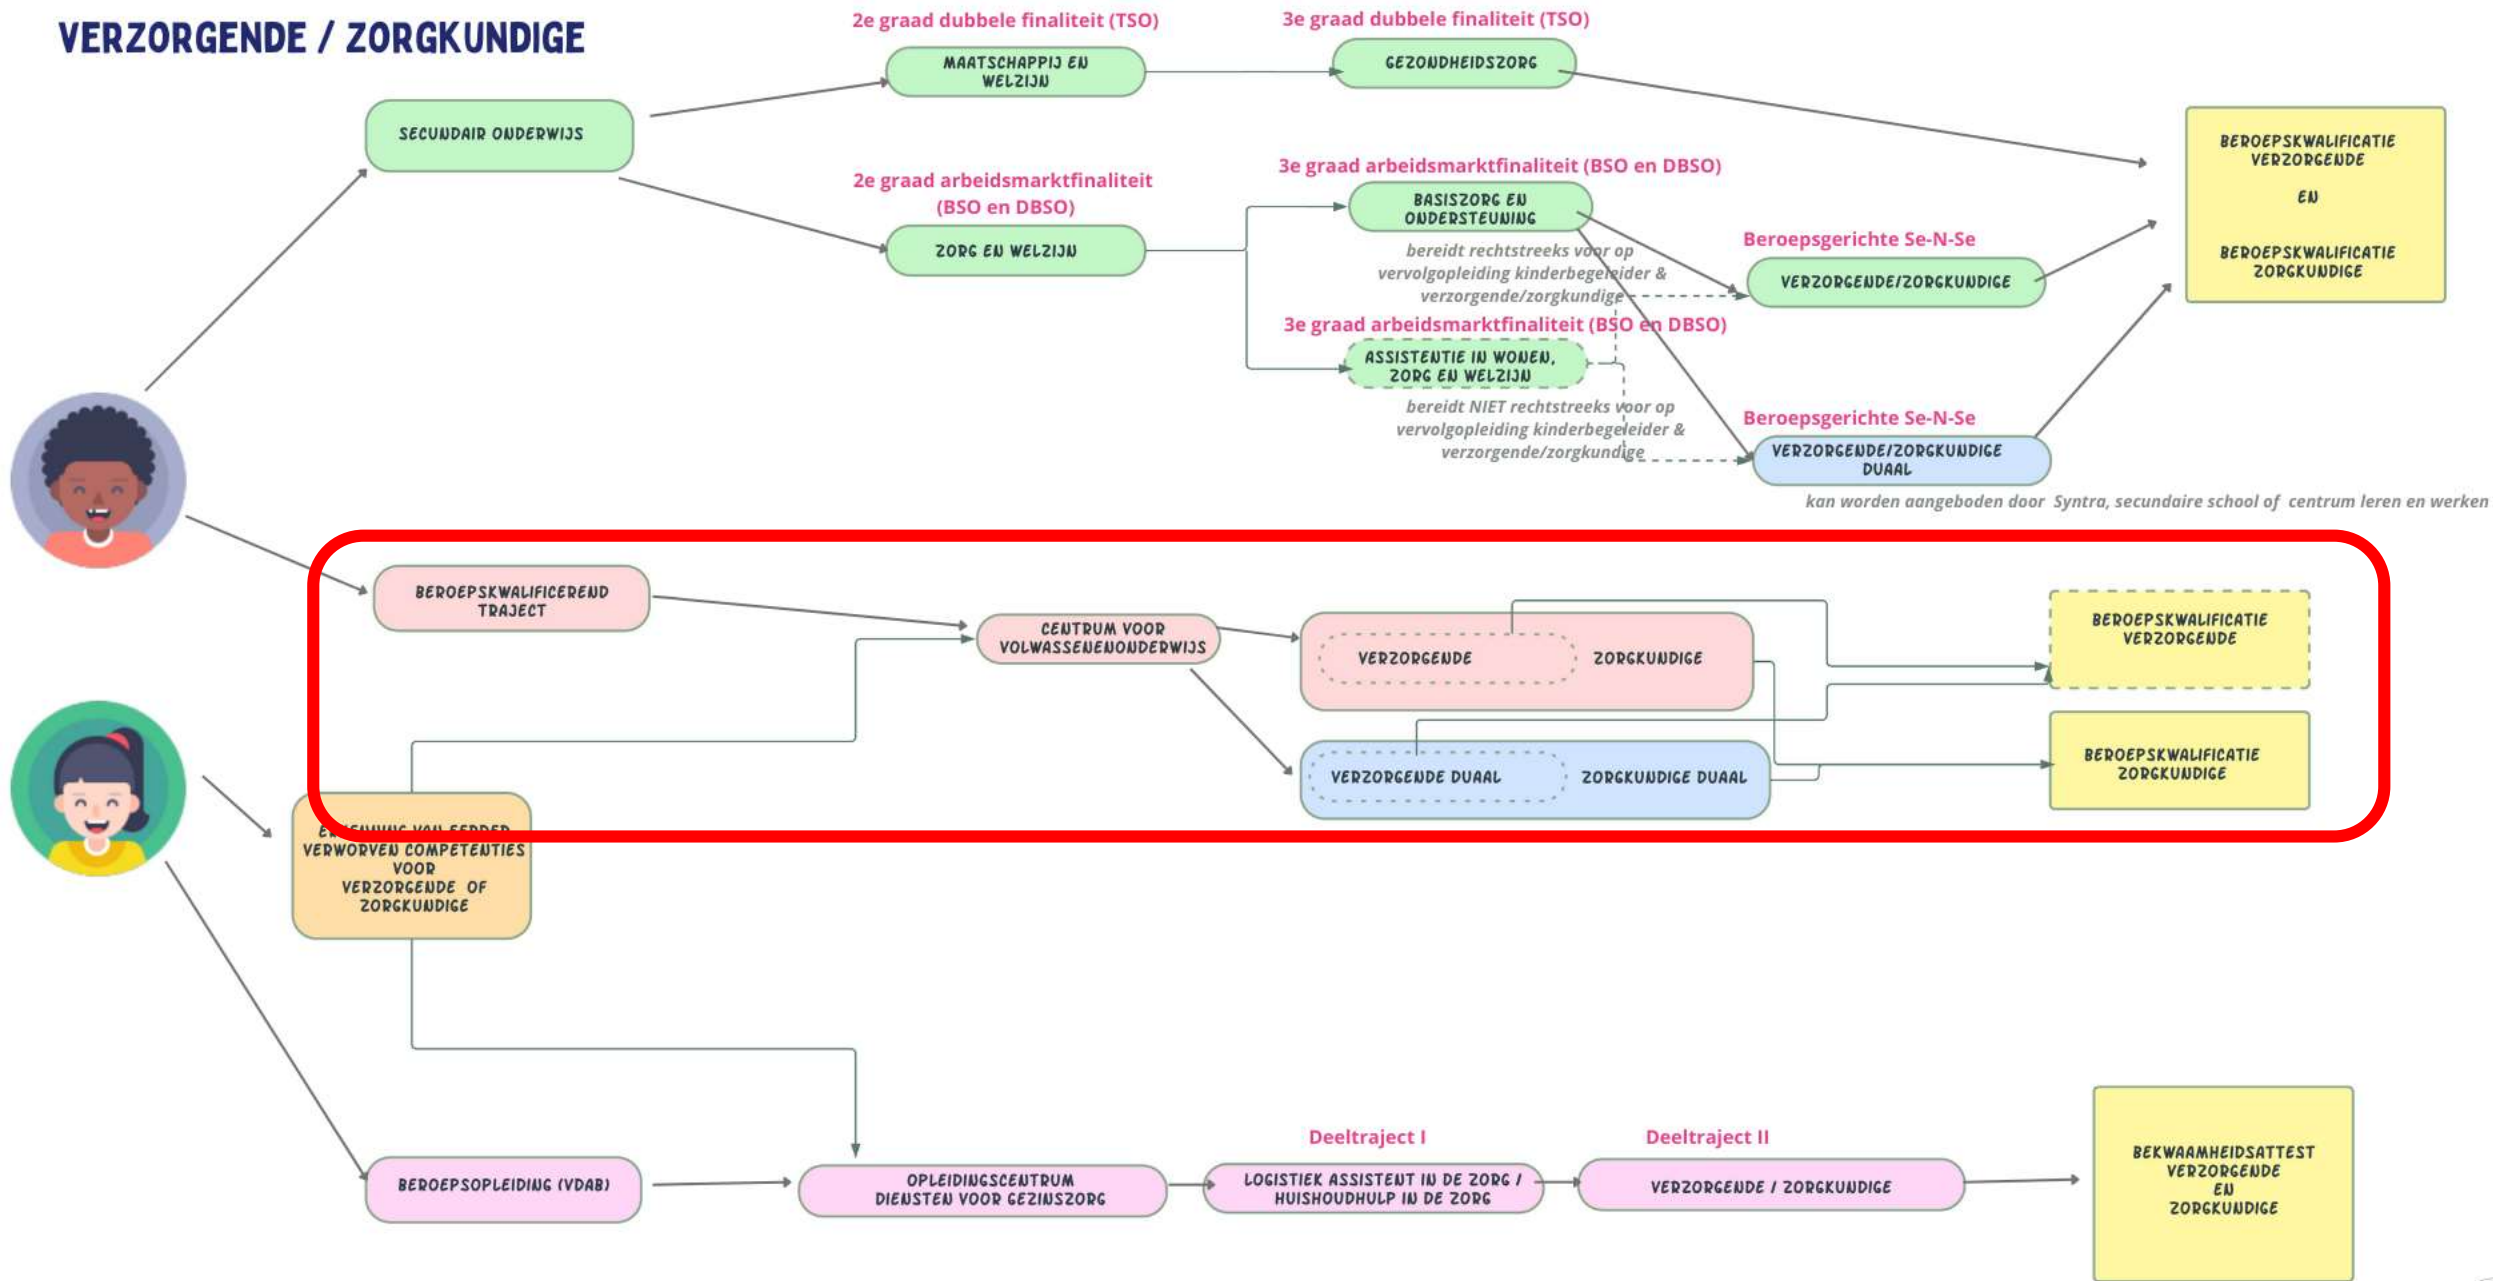 VERZORGENDE / ZORGKUNDIGE
2e graad dubbele finaliteit (TSO)
3e graad dubbele finaliteit (TSO)
MAATSCHAPPIJ EN
WELZIJN
GEZONDHEIDSZORG
SECUNDAIR ONDERWIJS
BEROEPSKWALIFICATIE
VERZORGENDE
EN
BEROEPSKWALIFICATIE
ZORGKUNDIGE
2e graad arbeidsmarktfinaliteit
(BSO en DBSO)
ZORG EN WELZIJN
3e graad arbeidsmarktfinaliteit (BSO en DBSO)
BASISZORG EN
ONDERSTEUNING
bereidt rechtstreeks voor op
vervolgopleiding kinderbegeleider &
verzorgende/zorgkundige
Beroepsgerichte Se-N-Se
VERZORGENDE/ZORGKUNDIGE
3e graad arbeidsmarktfinaliteit (BSO en DBSO)
ASSISTENTIE IN WONEN,
ZORG EN WELZIJN
bereidt NIET rechtstreeks voor op
vervolgopleiding kinderbegeleider &
verzorgende/zorgkundige
Beroepsgerichte Se-N-Se
VERZORGENDE/ZORGKUNDIGE
DUAAL
kan worden aangeboden door Syntra, secundaire school of centrum leren en werken
BEROEPSKWALIFICEREND
TRAJECT
CENTRUM VOOR
VOLWASSENENONDERWIJS
VERZORGENDE
ZORGKUNDIGE
BEROEPSKWALIFICATIE
VERZORGENDE
VERZORGENDE DUAAL
ZORGKUNDIGE DUAAL
BEROEPSKWALIFICATIE
ZORGKUNDIGE
ERKENNING VAN EERDER
VERWORVEN COMPETENTIES
VOOR
VERZORGENDE OF
ZORGKUNDIGE
BEROEPSOPLEIDING (VDAB)
OPLEIDINGSCENTRUM
DIENSTEN VOOR GEZINSZORG
Deeltraject I
LOGISTIEK ASSISTENT IN DE ZORG /
HUISHOUDHULP IN DE ZORG
Deeltraject II
VERZORGENDE / ZORGKUNDIGE
BEKWAAMHEIDSATTEST
VERZORGENDE
EN
ZORGKUNDIGE